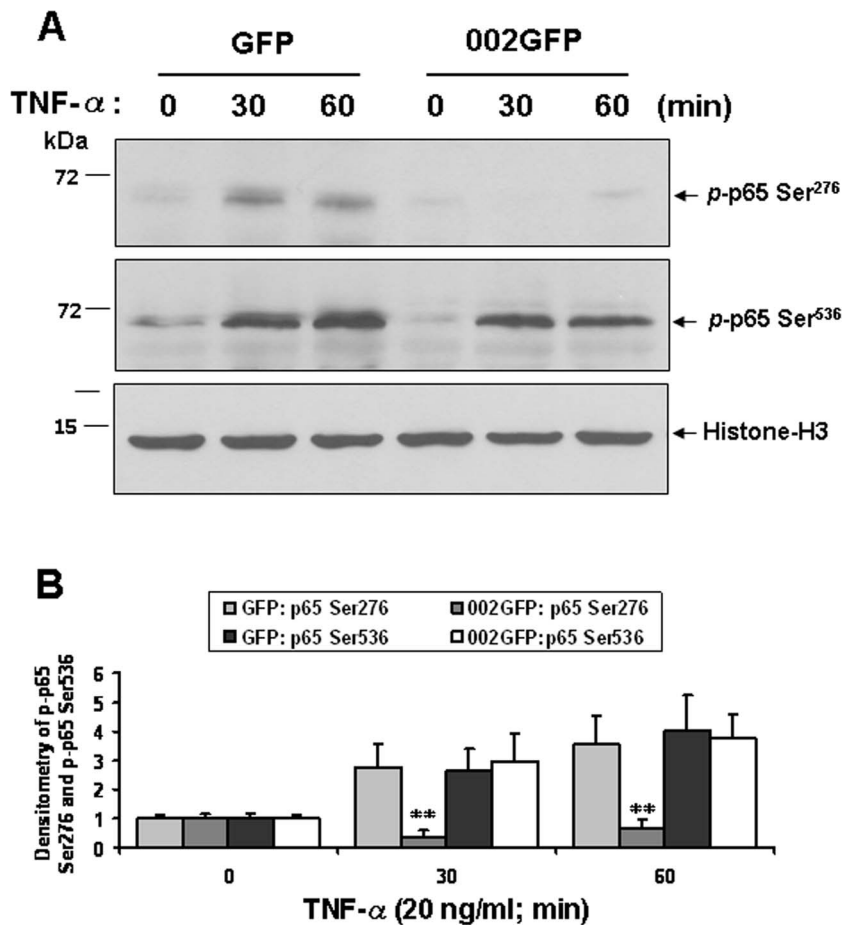 A
GFP 002GFP
TNF-α: 0 30 60 0 30 60 (min)
kDa
72
p-p65 Ser276
72
p-p65 Ser536
15
Histone-H3
B
GFP: p65 Ser276 002GFP: p65 Ser276
GFP: p65 Ser536 002GFP:p65 Ser536
Densitometry of p-p65
Ser276 and p-p65 Ser536
6
5
4
3
2
1
0
** **
0 30 60
TNF-α (20 ng/ml; min)